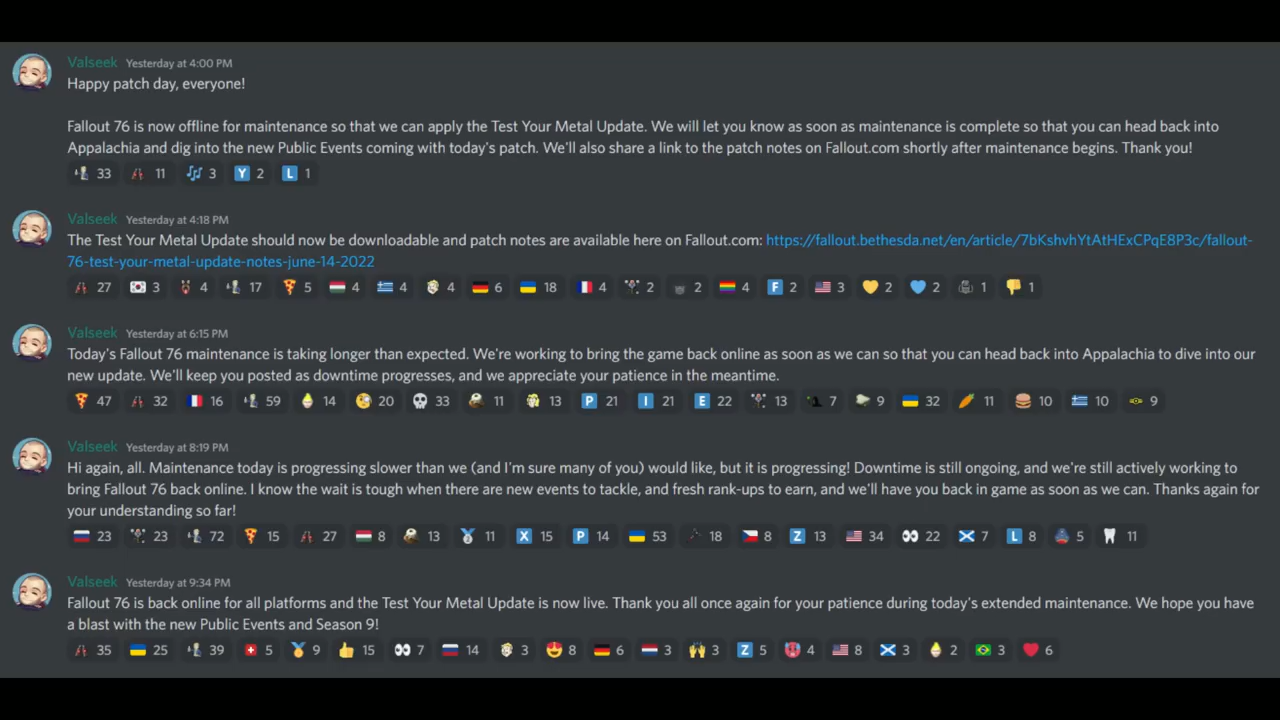 Valseek Yesterday at 4:00 PM
Happy patch day, everyone!
Fallout 76 is now offline for maintenance so that we can apply the Test Your Metal Update. We will let you know as soon as maintenance is complete so that you can head back into
Appalachia and dig into the new Public Events coming with today's patch. We'll also share a link to the patch notes on Fallout.com shortly after maintenance begins. Thank you!
33 11 3 Y 2 L 1
Valseek Yesterday at 4:18 PM
The Test Your Metal Update should now be downloadable and patch notes are available here on Fallout.com: https://fallout.bethesda.net/en/article/7bKshvhYtAtHExCPqE8P3c/fallout-
76-test-your-metal-update-notes-june-14-2022
27 3 4 17 5 4 4 4 6 18 4 2 2 4 F 2 3 2 2 1 1
Valseek Yesterday at 6:15 PM
Today's Fallout 76 maintenance is taking longer than expected. We're working to bring the game back online as soon as we can so that you can head back into Appalachia to dive into our
new update. We'll keep you posted as downtime progresses, and we appreciate your patience in the meantime.
47 32 16 59 14 20 33 11 13 P 21 I 21 E 22 13 7 9 32 11 10 10 9
Valseek Yesterday at 8:19 PM
Hi again, all. Maintenance today is progressing slower than we (and I'm sure many of you) would like, but it is progressing! Downtime is still ongoing, and we're still actively working to
bring Fallout 76 back online. I know the wait is tough when there are new events to tackle, and fresh rank-ups to earn, and we'll have you back in game as soon as we can. Thanks again for
your understanding so far!
23 23 72 15 27 8 13 11 X 15 P 14 53 18 8 Z 13 34 22 7 L 8 5 11
Valseek Yesterday at 9:34 PM
Fallout 76 is back online for all platforms and the Test Your Metal Update is now live. Thank you all once again for your patience during today's extended maintenance. We hope you have
a blast with the new Public Events and Season 9!
35 25 39 5 9 15 7 14 3 8 6 3 3 Z 5 4 8 3 2 3 6